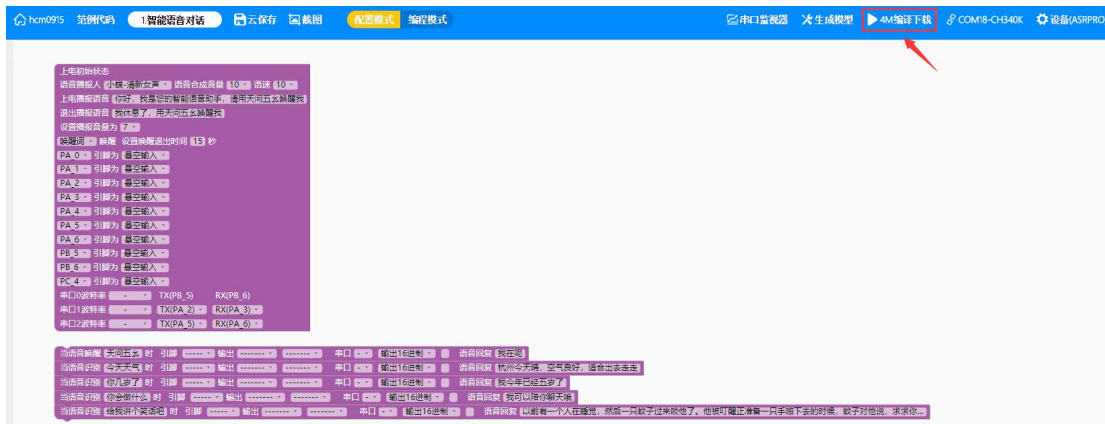 hcm0915 范例代码 1.智能语音对话 云保存 截图 配置模式 编程模式 串口监视器 生成模型 4M编译下载 COM18-CH340K 设备(ASRPRO
上电初始状态
语音播报人 小蝶-清新女声 语音合成音量 10 语速 10
上电播报语音 你好，我是您的智能语音助手，请用天问五幺唤醒我
退出播报语音 我休息了，用天问五幺唤醒我
设置播报音量为 7
唤醒词 唤醒 设置唤醒退出时间 15 秒
PA_0 引脚为 悬空输入
PA_1 引脚为 悬空输入
PA_2 引脚为 悬空输入
PA_3 引脚为 悬空输入
PA_4 引脚为 悬空输入
PA_5 引脚为 悬空输入
PA_6 引脚为 悬空输入
PB_5 引脚为 悬空输入
PB_6 引脚为 悬空输入
PC_4 引脚为 悬空输入
串口0波特率 - TX(PB_5) RX(PB_6)
串口1波特率 - TX(PA_2) RX(PA_3)
串口2波特率 - TX(PA_5) RX(PA_6)
当语音唤醒 天问五幺 时 引脚 ----- 输出 ------- ------- 串口 - - 输出16进制 语音回复 我在呢
当语音识别 今天天气 时 引脚 ----- 输出 ------- ------- 串口 - - 输出16进制 语音回复 杭州今天晴，空气良好，适合出去走走
当语音识别 你几岁了 时 引脚 ----- 输出 ------- ------- 串口 - - 输出16进制 语音回复 我今年已经五岁了
当语音识别 你会做什么 时 引脚 ----- 输出 ------- ------- 串口 - - 输出16进制 语音回复 我可以陪你聊天哦
当语音识别 给我讲个笑话吧 时 引脚 ----- 输出 ------- ------- 串口 - - 输出16进制 语音回复 以前有一个人在睡觉，然后一只蚊子过来咬他了。他被叮醒正准备一只手拍下去的时候，蚊子对他说，求求你...